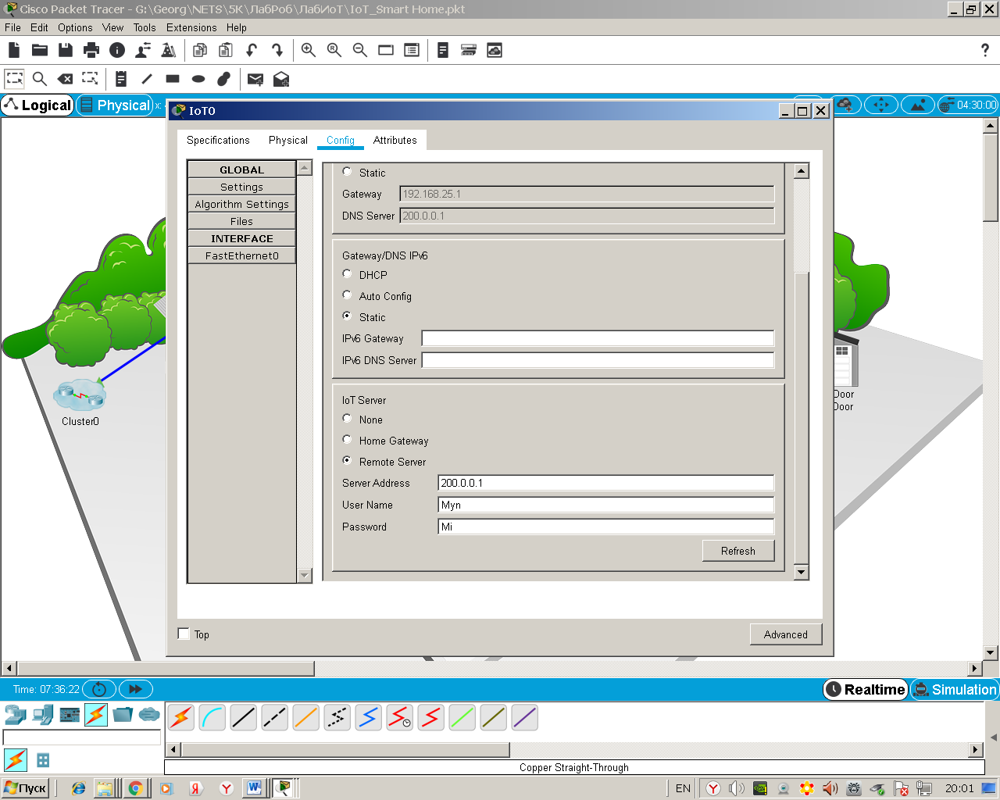 Cisco Packet Tracer - G:\Georg\NETS\5K\ЛабРоб\ЛабИоТ\IoT_Smart Home.pkt
File Edit Options View Tools Extensions Help
?
Logical Physical x: 04:30:00
IoT0
Specifications Physical Config Attributes
GLOBAL
Settings
Algorithm Settings
Files
INTERFACE
FastEthernet0
Static
Gateway 192.168.25.1
DNS Server 200.0.0.1
Gateway/DNS IPv6
DHCP
Auto Config
Static
IPv6 Gateway
IPv6 DNS Server
IoT Server
None
Home Gateway
Remote Server
Server Address 200.0.0.1
User Name Myn
Password Mi
Refresh
Top
Advanced
Cluster0
Door
Door
Time: 07:36:22
Realtime Simulation
Copper Straight-Through
Пуск
EN
20:01